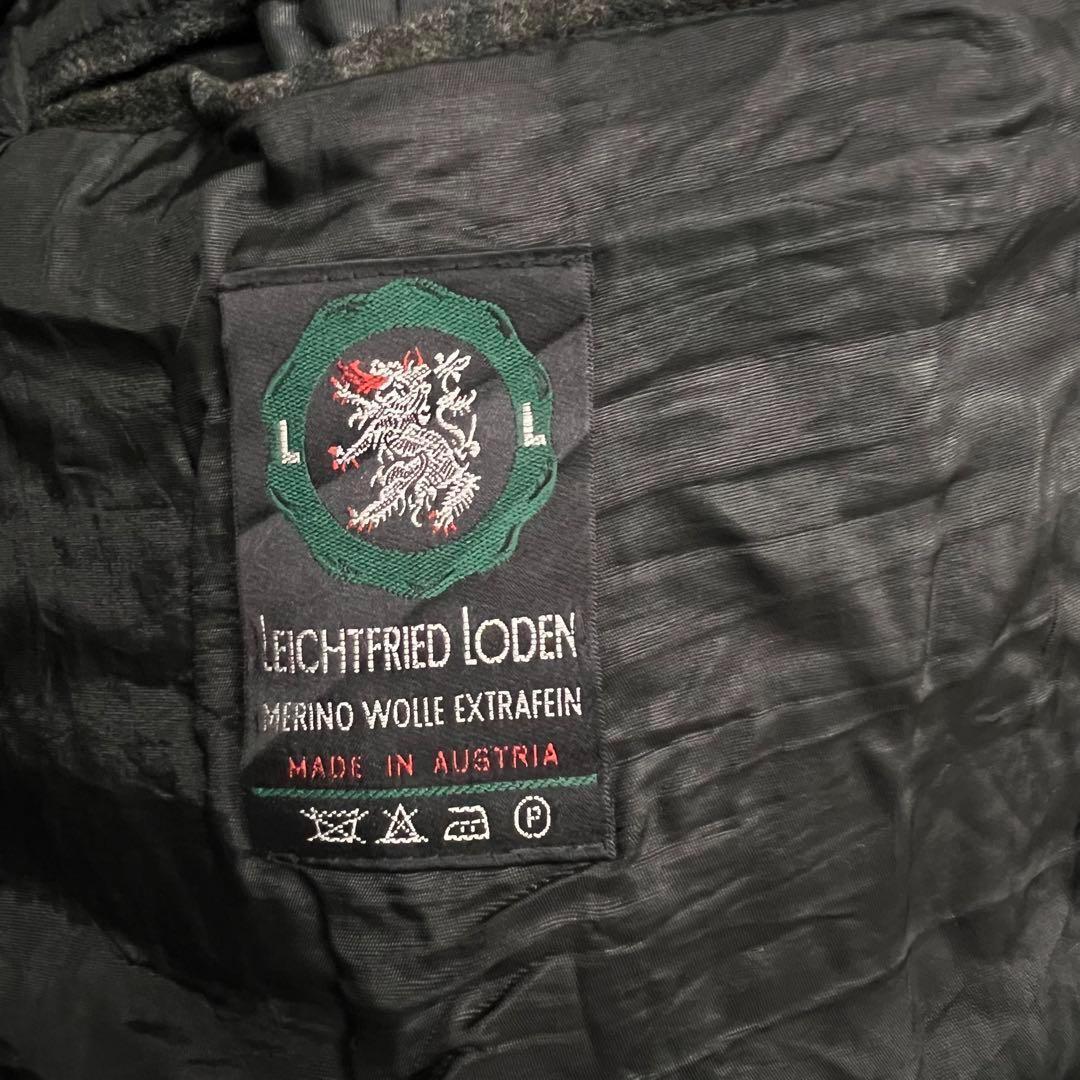 L L
LEICHTFRIED LODEN
MERINO WOLLE EXTRAFEIN
MADE IN AUSTRIA
P